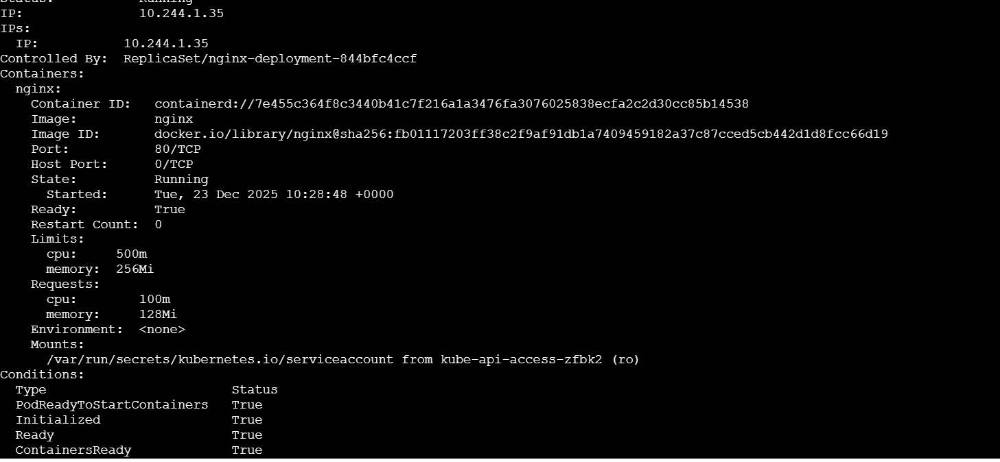 Status:           Running
IP:               10.244.1.35
IPs:
  IP:           10.244.1.35
Controlled By:  ReplicaSet/nginx-deployment-844bfc4ccf
Containers:
  nginx:
    Container ID:   containerd://7e455c364f8c3440b41c7f216a1a3476fa3076025838ecfa2c2d30cc85b14538
    Image:          nginx
    Image ID:       docker.io/library/nginx@sha256:fb01117203ff38c2f9af91db1a7409459182a37c87cced5cb442d1d8fcc66d19
    Port:           80/TCP
    Host Port:      0/TCP
    State:          Running
      Started:      Tue, 23 Dec 2025 10:28:48 +0000
    Ready:          True
    Restart Count:  0
    Limits:
      cpu:     500m
      memory:  256Mi
    Requests:
      cpu:        100m
      memory:     128Mi
    Environment:  <none>
    Mounts:
      /var/run/secrets/kubernetes.io/serviceaccount from kube-api-access-zfbk2 (ro)
Conditions:
  Type                        Status
  PodReadyToStartContainers   True
  Initialized                 True
  Ready                       True
  ContainersReady             True